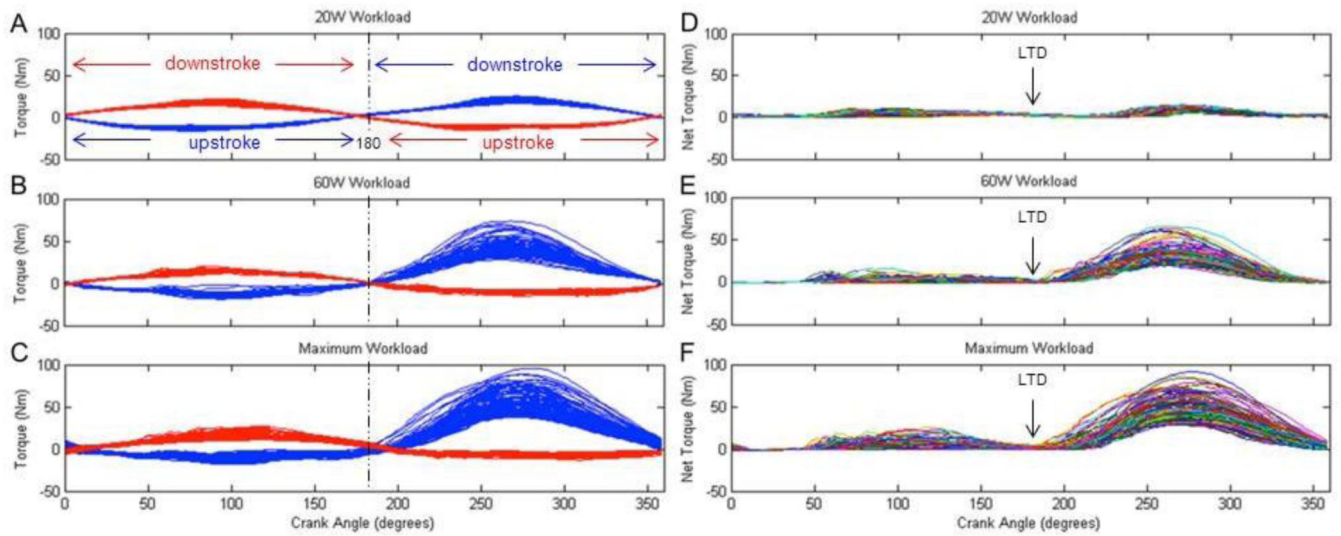 A
20W Workload
100
50
0
-50
Torque (Nm)
downstroke
downstroke
upstroke
180
upstroke
B
60W Workload
100
50
0
-50
Torque (Nm)
C
Maximum Workload
100
50
0
-50
Torque (Nm)
0 50 100 150 200 250 300 350
Crank Angle (degrees)
D
20W Workload
100
50
0
-50
Net Torque (Nm)
LTD
E
60W Workload
100
50
0
-50
Net Torque (Nm)
LTD
F
Maximum Workload
100
50
0
-50
Net Torque (Nm)
LTD
0 50 100 150 200 250 300 350
Crank Angle (degrees)